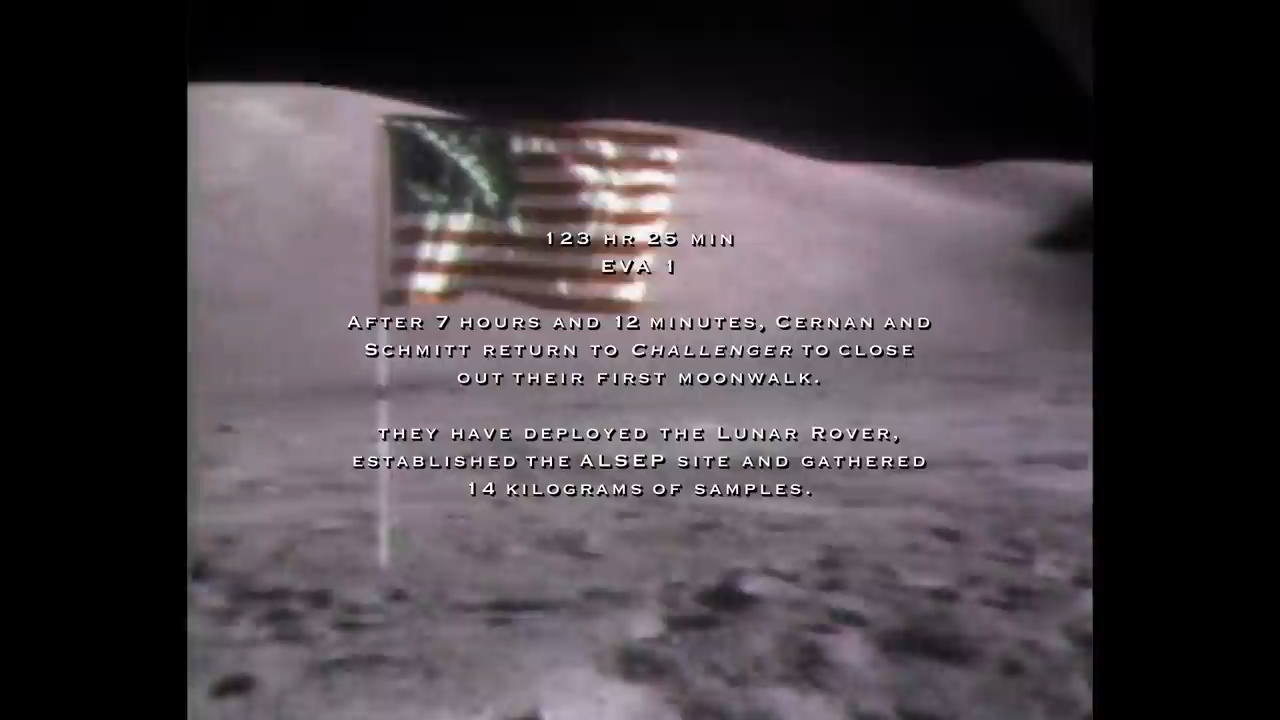 123 HR 25 MIN
EVA 1
AFTER 7 HOURS AND 12 MINUTES, CERNAN AND
SCHMITT RETURN TO CHALLENGER TO CLOSE
OUT THEIR FIRST MOONWALK.
THEY HAVE DEPLOYED THE LUNAR ROVER,
ESTABLISHED THE ALSEP SITE AND GATHERED
14 KILOGRAMS OF SAMPLES.